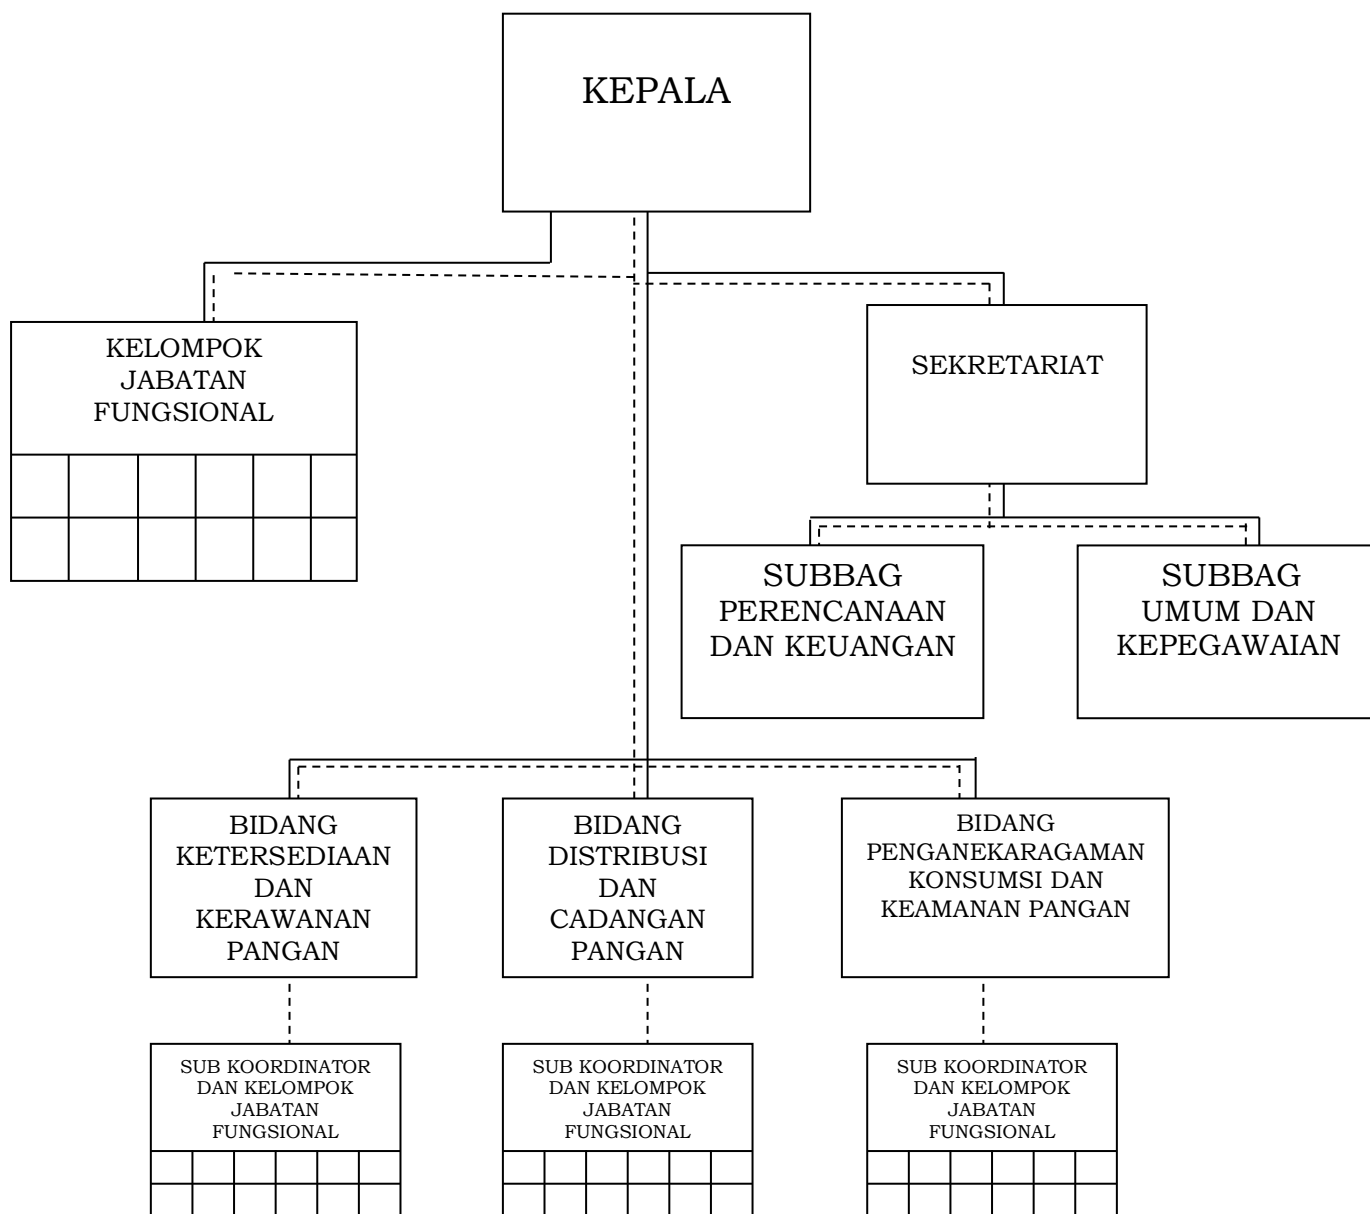 KEPALA
KELOMPOK
JABATAN
FUNGSIONAL
SEKRETARIAT
SUBBAG
PERENCANAAN
DAN KEUANGAN
SUBBAG
UMUM DAN
KEPEGAWAIAN
BIDANG
KETERSEDIAAN
DAN
KERAWANAN
PANGAN
BIDANG
DISTRIBUSI
DAN
CADANGAN
PANGAN
BIDANG
PENGANEKARAGAMAN
KONSUMSI DAN
KEAMANAN PANGAN
SUB KOORDINATOR
DAN KELOMPOK
JABATAN
FUNGSIONAL
SUB KOORDINATOR
DAN KELOMPOK
JABATAN
FUNGSIONAL
SUB KOORDINATOR
DAN KELOMPOK
JABATAN
FUNGSIONAL